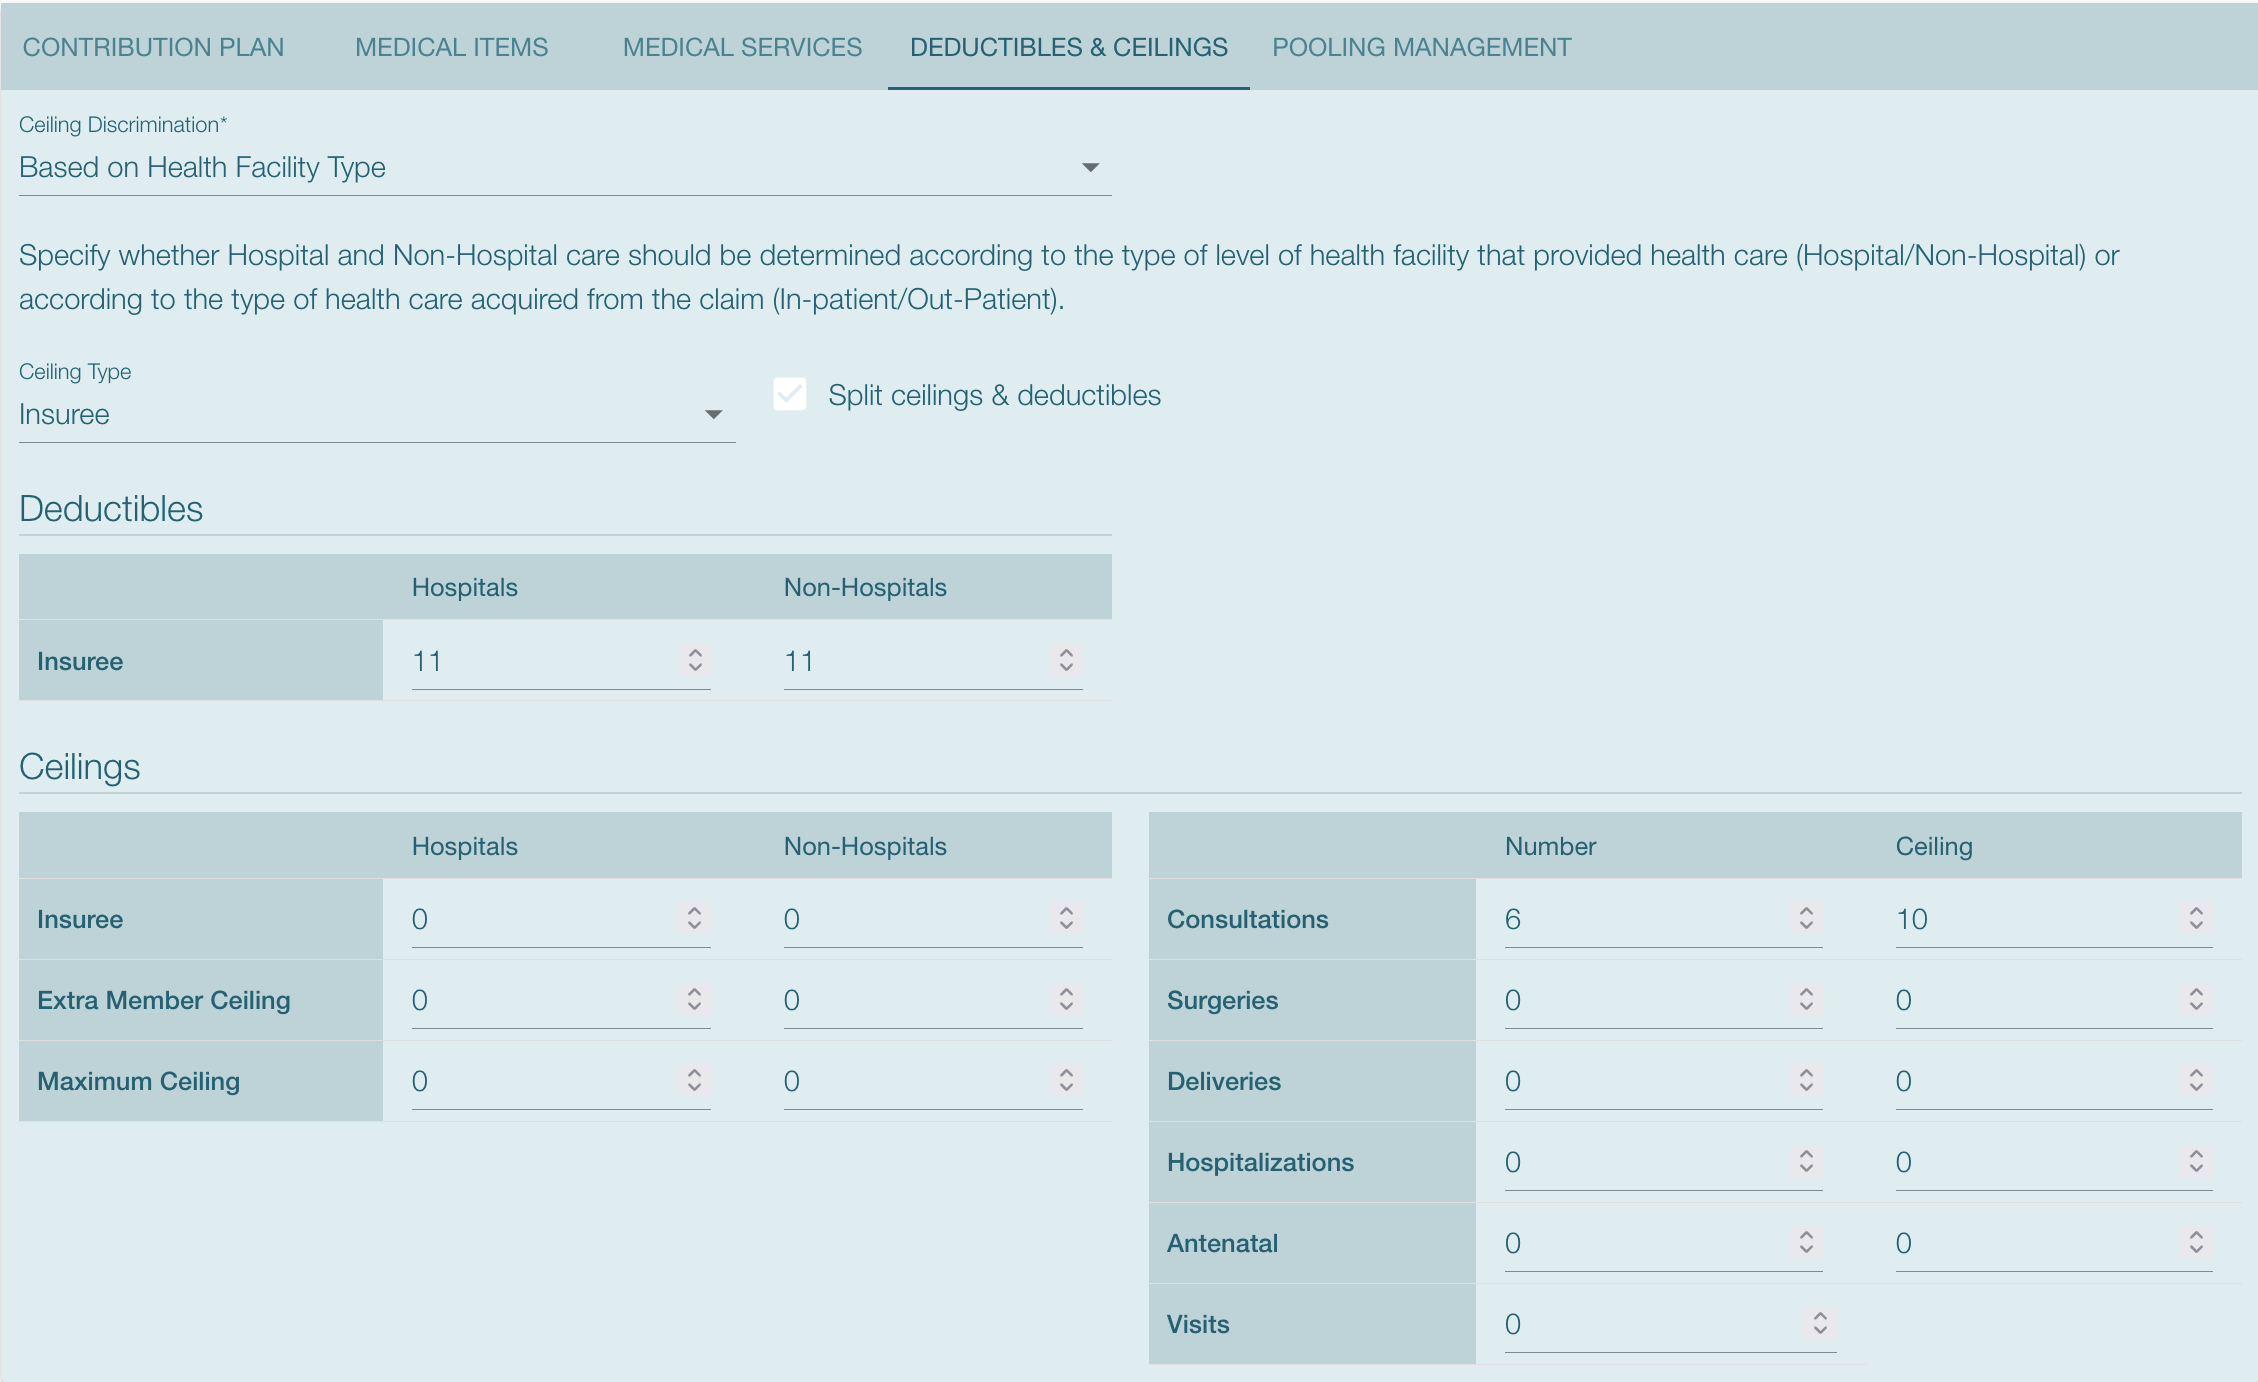 CONTRIBUTION PLAN MEDICAL ITEMS MEDICAL SERVICES DEDUCTIBLES & CEILINGS POOLING MANAGEMENT
Ceiling Discrimination*
Based on Health Facility Type
Specify whether Hospital and Non-Hospital care should be determined according to the type of level of health facility that provided health care (Hospital/Non-Hospital) or
according to the type of health care acquired from the claim (In-patient/Out-Patient).
Ceiling Type
Insuree
Split ceilings & deductibles
Deductibles
Hospitals Non-Hospitals
Insuree 11 11
Ceilings
Hospitals Non-Hospitals
Insuree 0 0
Extra Member Ceiling 0 0
Maximum Ceiling 0 0
Number Ceiling
Consultations 6 10
Surgeries 0 0
Deliveries 0 0
Hospitalizations 0 0
Antenatal 0 0
Visits 0